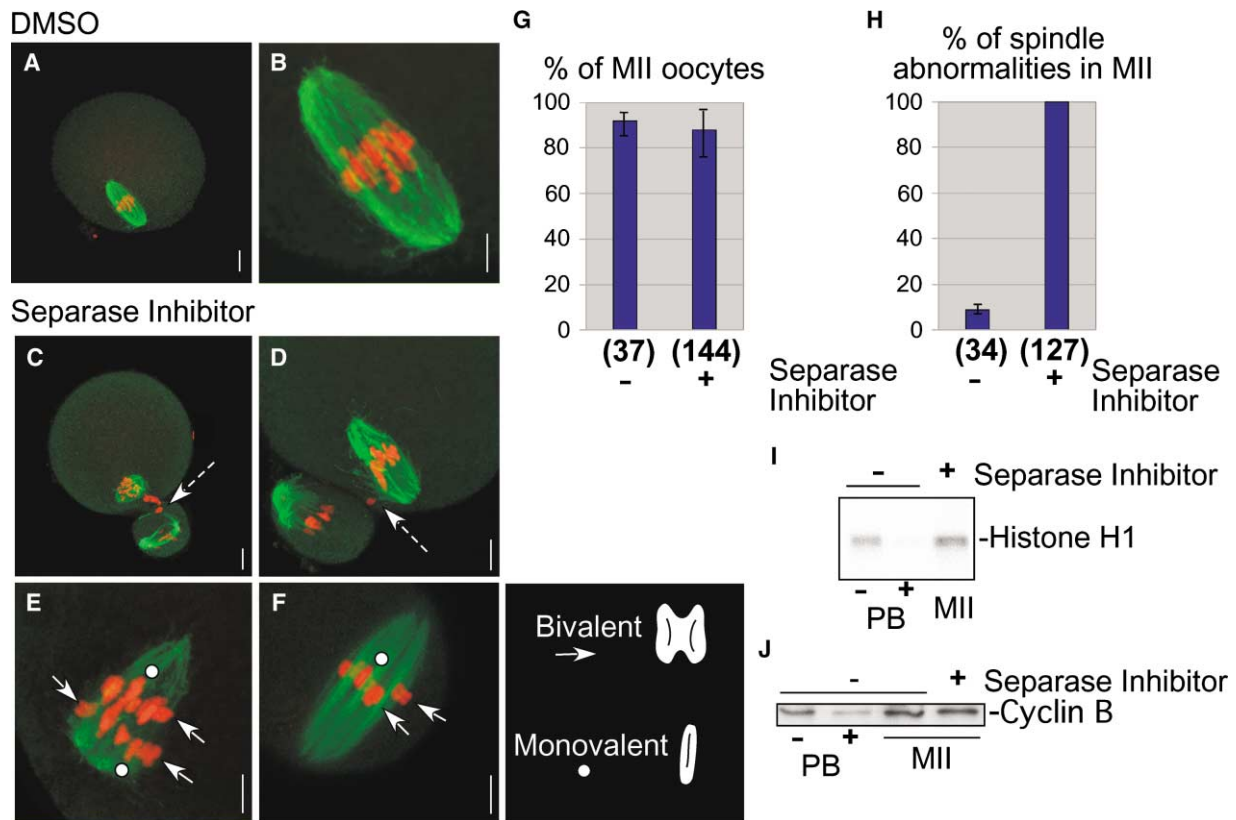 DMSO
A
B
Separase Inhibitor
C
D
E
F
Bivalent
Monovalent
G
% of MII oocytes
100
80
60
40
20
0
(37) (144)
- +
Separase
Inhibitor
H
% of spindle
abnormalities in MII
100
80
60
40
20
0
(34) (127)
- +
Separase
Inhibitor
I
- + Separase Inhibitor
-Histone H1
- +
PB MII
J
- + Separase Inhibitor
-Cyclin B
- +
PB MII